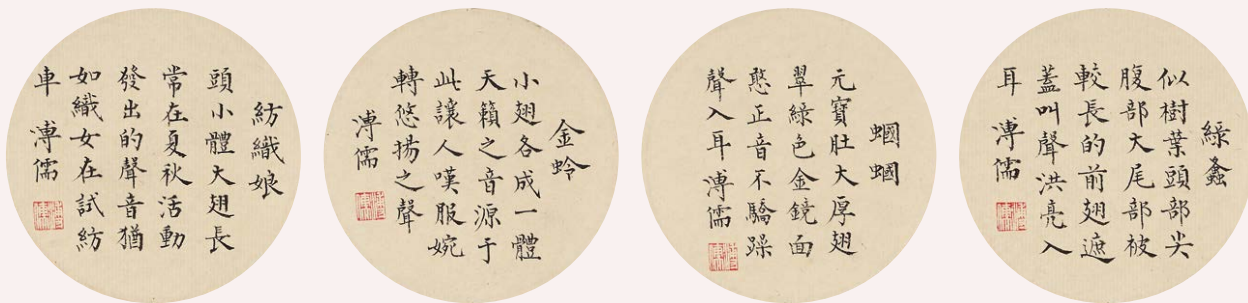 紡織娘
頭小體大翅長
常在夏秋活動
發出的聲音猶
如織女在試紡
車 溥儒
金蛉
小翅各成一體
天籟之音源于
此讓人嘆服婉
轉悠揚之聲
溥儒
蟈蟈
元寶肚大厚翅
翠綠色金鏡面
憨正音不驕躁
聲入耳 溥儒
綠螽
似樹葉頭部尖
腹部大尾部被
較長的前翅遮
蓋叫聲洪亮入
耳 溥儒